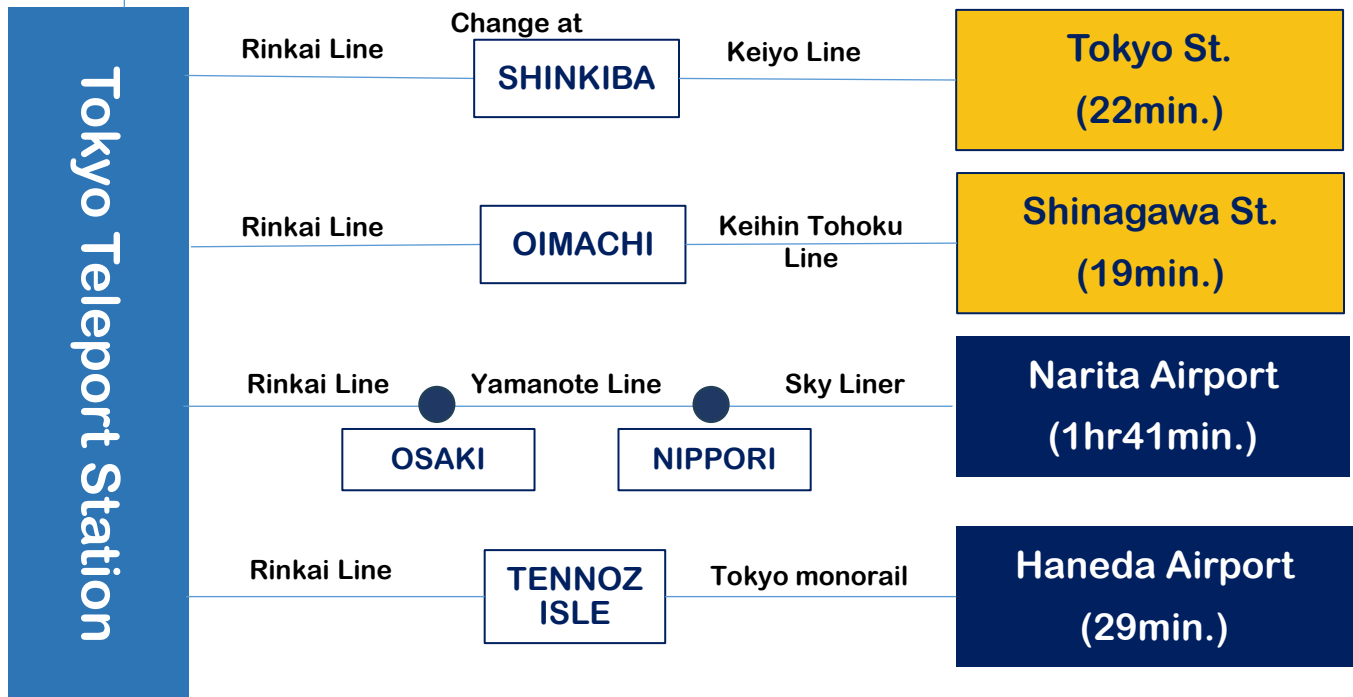 Tokyo Teleport Station
Change at
Rinkai Line
SHINKIBA
Keiyo Line
Tokyo St.
(22min.)
Rinkai Line
OIMACHI
Keihin Tohoku
Line
Shinagawa St.
(19min.)
Rinkai Line
Yamanote Line
Sky Liner
OSAKI
NIPPORI
Narita Airport
(1hr41min.)
Rinkai Line
TENNOZ
ISLE
Tokyo monorail
Haneda Airport
(29min.)